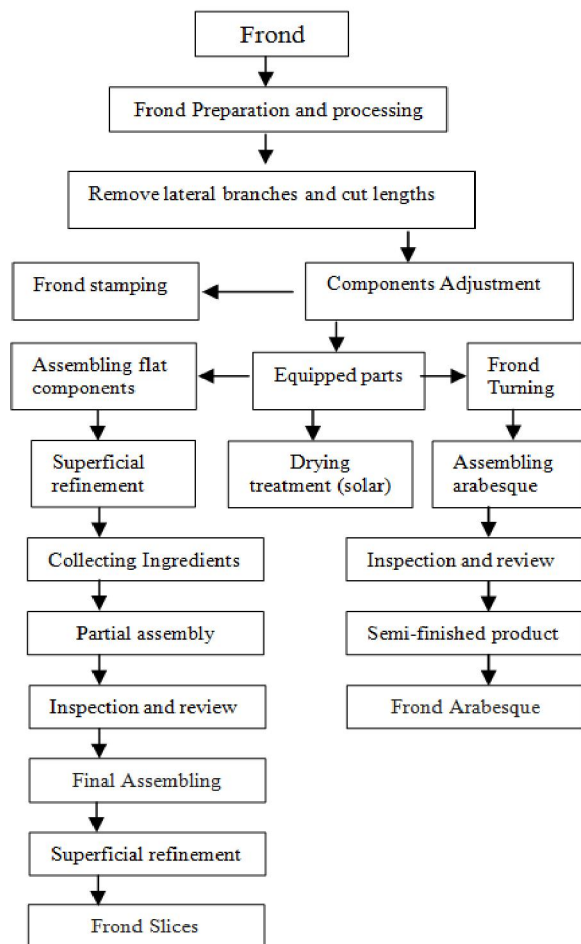 Frond
Frond Preparation and processing
Remove lateral branches and cut lengths
Frond stamping
Components Adjustment
Assembling flat
components
Equipped parts
Frond
Turning
Superficial
refinement
Drying
treatment (solar)
Assembling
arabesque
Collecting Ingredients
Inspection and review
Partial assembly
Semi-finished product
Inspection and review
Frond Arabesque
Final Assembling
Superficial refinement
Frond Slices